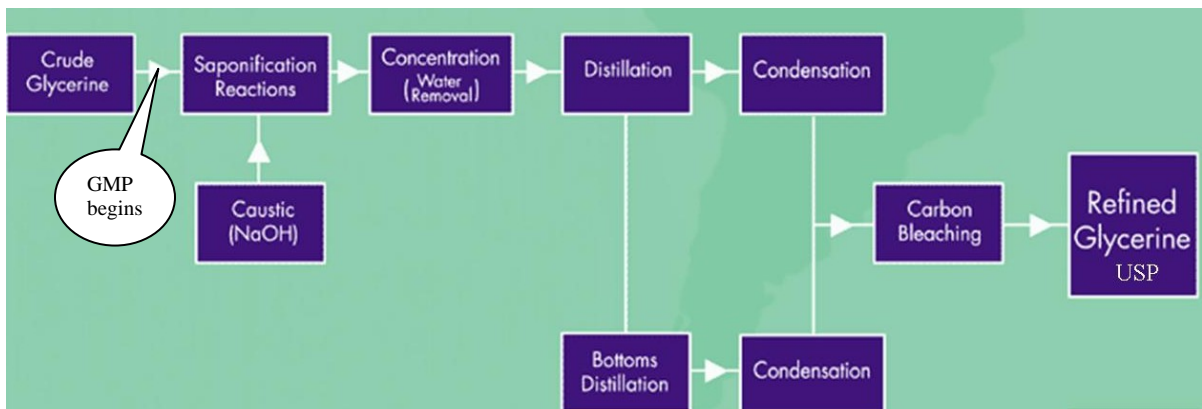 Crude
Glycerine
Saponification
Reactions
Concentration
(Water
Removal)
Distillation
Condensation
GMP
begins
Caustic
(NaOH)
Carbon
Bleaching
Refined
Glycerine
USP
Bottoms
Distillation
Condensation